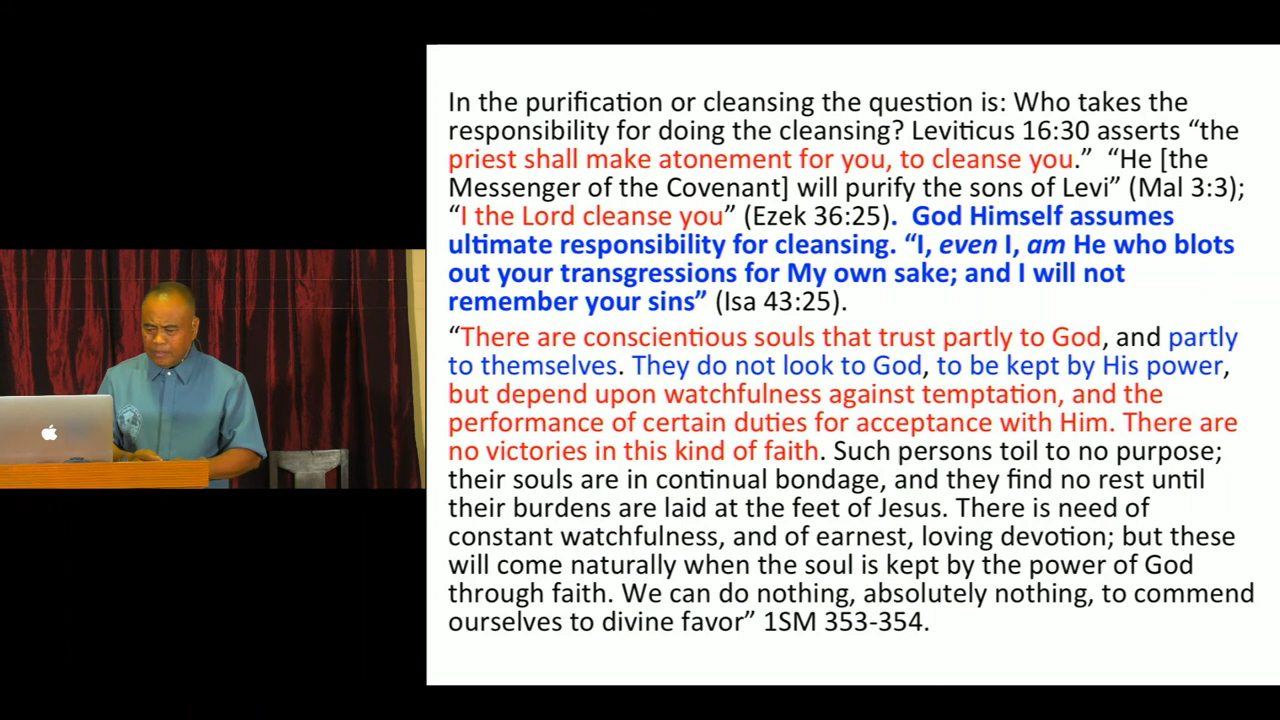 In the purification or cleansing the question is: Who takes the
responsibility for doing the cleansing? Leviticus 16:30 asserts “the
priest shall make atonement for you, to cleanse you.”  “He [the
Messenger of the Covenant] will purify the sons of Levi” (Mal 3:3);
“I the Lord cleanse you” (Ezek 36:25).  God Himself assumes
ultimate responsibility for cleansing. “I, even I, am He who blots
out your transgressions for My own sake; and I will not
remember your sins” (Isa 43:25).
“There are conscientious souls that trust partly to God, and partly
to themselves. They do not look to God, to be kept by His power,
but depend upon watchfulness against temptation, and the
performance of certain duties for acceptance with Him. There are
no victories in this kind of faith. Such persons toil to no purpose;
their souls are in continual bondage, and they find no rest until
their burdens are laid at the feet of Jesus. There is need of
constant watchfulness, and of earnest, loving devotion; but these
will come naturally when the soul is kept by the power of God
through faith. We can do nothing, absolutely nothing, to commend
ourselves to divine favor” 1SM 353-354.